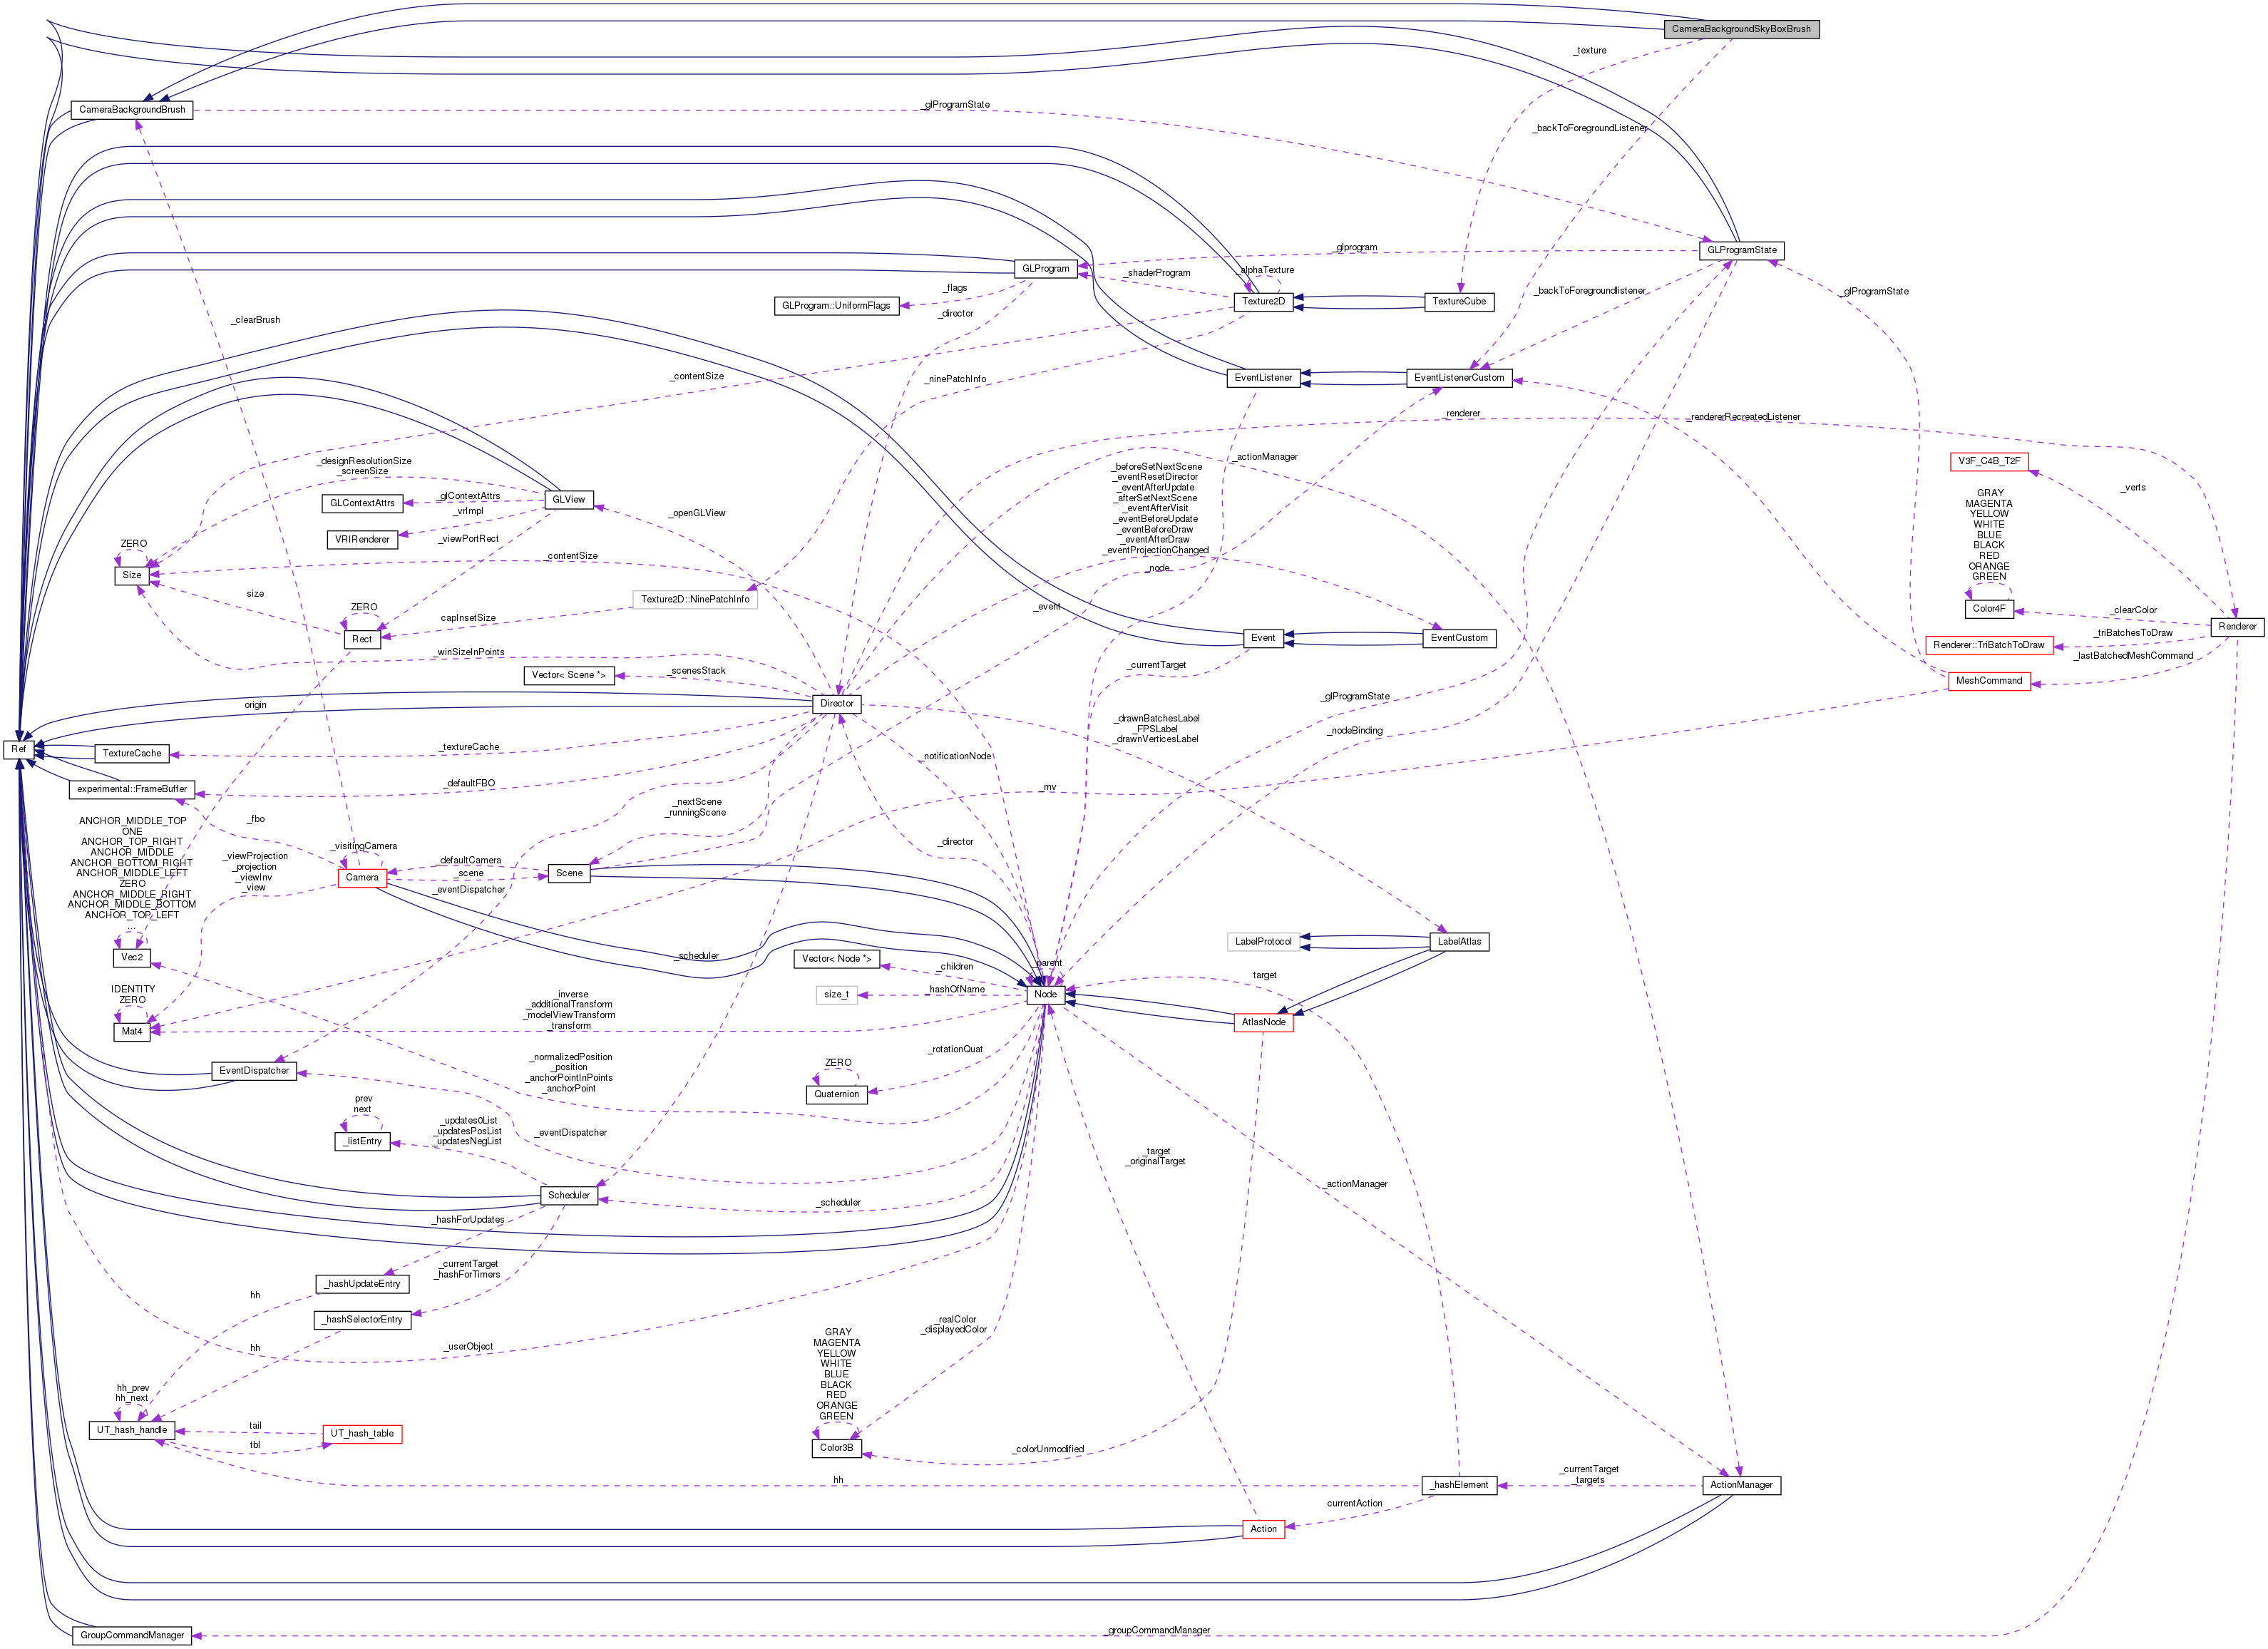 CameraBackgroundSkyBoxBrush
_texture
_glProgramState
CameraBackgroundBrush
_backToForegroundListener
_glprogram
GLProgramState
GLProgram
_shaderProgram
_alphaTexture
_flags
_backToForegroundlistener
_glProgramState
GLProgram::UniformFlags
Texture2D
TextureCube
_director
_clearBrush
_contentSize
_ninePatchInfo
EventListener
EventListenerCustom
_renderer
_rendererRecreatedListener
_designResolutionSize
_screenSize
_actionManager
V3F_C4B_T2F
_beforeSetNextScene
_eventResetDirector
_eventAfterUpdate
_afterSetNextScene
_eventAfterVisit
_eventBeforeUpdate
_eventBeforeDraw
_eventAfterDraw
_eventProjectionChanged
_verts
GRAY
MAGENTA
YELLOW
WHITE
BLUE
BLACK
RED
ORANGE
GREEN
GLContextAttrs
_glContextAttrs
GLView
_vrImpl
_openGLView
VRIRenderer
_viewPortRect
ZERO
_contentSize
Size
_node
size
Texture2D::NinePatchInfo
ZERO
capInsetSize
_event
Color4F
_clearColor
Renderer
Rect
Event
EventCustom
_triBatchesToDraw
Renderer::TriBatchToDraw
_winSizeInPoints
_lastBatchedMeshCommand
Vector< Scene *>
_scenesStack
_currentTarget
MeshCommand
origin
Director
_glProgramState
_drawnBatchesLabel
_FPSLabel
_drawnVerticesLabel
_nodeBinding
Ref
TextureCache
_textureCache
_notificationNode
experimental::FrameBuffer
_defaultFBO
_mv
_nextScene
_runningScene
ANCHOR_MIDDLE_TOP
ONE
ANCHOR_TOP_RIGHT
ANCHOR_MIDDLE
ANCHOR_BOTTOM_RIGHT
ANCHOR_MIDDLE_LEFT
ZERO
ANCHOR_MIDDLE_RIGHT
ANCHOR_MIDDLE_BOTTOM
ANCHOR_TOP_LEFT
...
_fbo
_visitingCamera
_director
_viewProjection
_projection
_viewInv
_view
_defaultCamera
_scene
Camera
Scene
_eventDispatcher
LabelProtocol
LabelAtlas
Vec2
_scheduler
Vector< Node *>
_children
_parent
target
IDENTITY
ZERO
_inverse
_additionalTransform
_modelViewTransform
_transform
size_t
_hashOfName
Node
Mat4
AtlasNode
_rotationQuat
_normalizedPosition
_position
_anchorPointInPoints
_anchorPoint
ZERO
EventDispatcher
Quaternion
prev
next
_updates0List
_updatesPosList
_updatesNegList
_eventDispatcher
_listEntry
_target
_originalTarget
_actionManager
Scheduler
_scheduler
_hashForUpdates
_currentTarget
_hashForTimers
_hashUpdateEntry
hh
_hashSelectorEntry
_realColor
_displayedColor
hh
_userObject
GRAY
MAGENTA
YELLOW
WHITE
BLUE
BLACK
RED
ORANGE
GREEN
hh_prev
hh_next
UT_hash_handle
tail
tbl
UT_hash_table
Color3B
_colorUnmodified
hh
_hashElement
_currentTarget
_targets
ActionManager
currentAction
Action
GroupCommandManager
_groupCommandManager